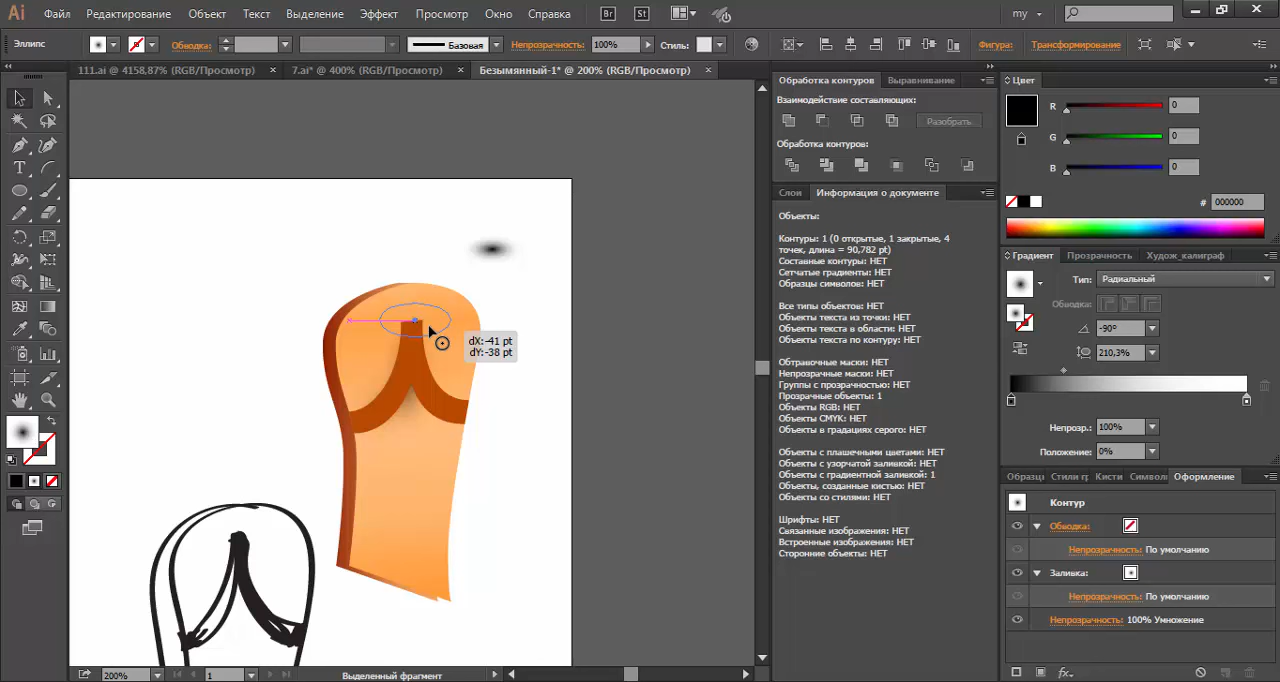 Ai Файл Редактирование Объект Текст Выделение Эффект Просмотр Окно Справка Br St my
Эллипс Обводка: Базовая Непрозрачность: 100% Стиль: Фигура: Трансформирование
111.ai @ 4158,87% (RGB/Просмотр) × 7.ai* @ 400% (RGB/Просмотр) × Безымянный-1* @ 200% (RGB/Просмотр) ×
Обработка контуров Выравнивание
Взаимодействие составляющих:
Разобрать
Обработка контуров:
Слои Информация о документе
Объекты:
Контуры: 1 (0 открытые, 1 закрытые, 4
точек, длина = 90,782 pt)
Составные контуры: НЕТ
Сетчатые градиенты: НЕТ
Образцы символов: НЕТ
Все типы объектов: НЕТ
Объекты текста из точки: НЕТ
Объекты текста в области: НЕТ
Объекты текста по контуру: НЕТ
Обтравочные маски: НЕТ
Непрозрачные маски: НЕТ
Группы с прозрачностью: НЕТ
Прозрачные объекты: 1
Объекты RGB: НЕТ
Объекты CMYK: НЕТ
Объекты в градациях серого: НЕТ
Объекты с плашечными цветами: НЕТ
Объекты с узорчатой заливкой: НЕТ
Объекты с градиентной заливкой: 1
Объекты, созданные кистью: НЕТ
Объекты со стилями: НЕТ
Шрифты: НЕТ
Связанные изображения: НЕТ
Встроенные изображения: НЕТ
Сторонние объекты: НЕТ
Цвет
R 0
G 0
B 0
# 000000
Градиент Прозрачность Худож_калиграф
Тип: Радиальный
Обводка:
-90°
210,3%
Непрозр.: 100%
Положение: 0%
Образцы Стили гр Кисти Символы Оформление
Контур
Обводка:
Непрозрачность: По умолчанию
Заливка:
Непрозрачность: По умолчанию
Непрозрачность: 100% Умножение
fx
dX:-41 pt
dY:-38 pt
200% 1 Выделенный фрагмент